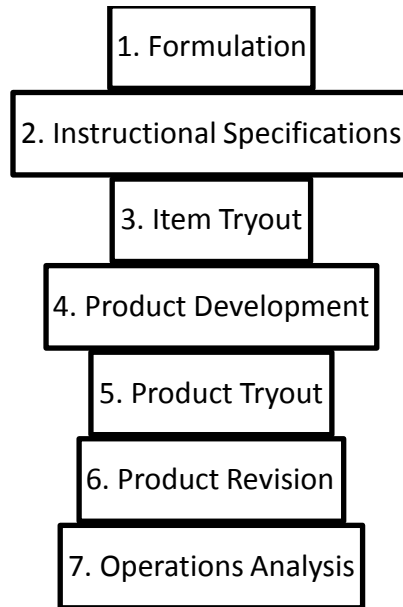 1. Formulation
2. Instructional Specifications
3. Item Tryout
4. Product Development
5. Product Tryout
6. Product Revision
7. Operations Analysis